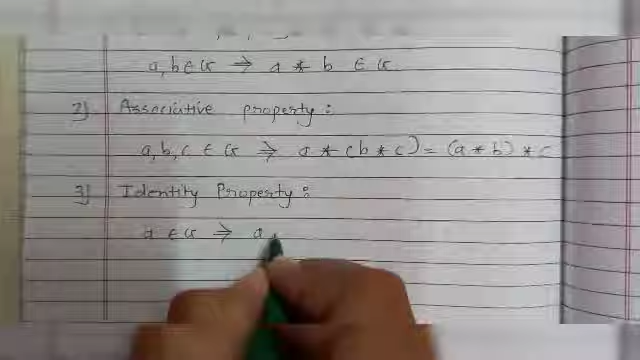 a, b ∈ G ⇒ a * b ∈ G
2) Associative property :
a, b, c ∈ G ⇒ a * (b * c) = (a * b) * c
3) Identity Property :
a ∈ G ⇒ a